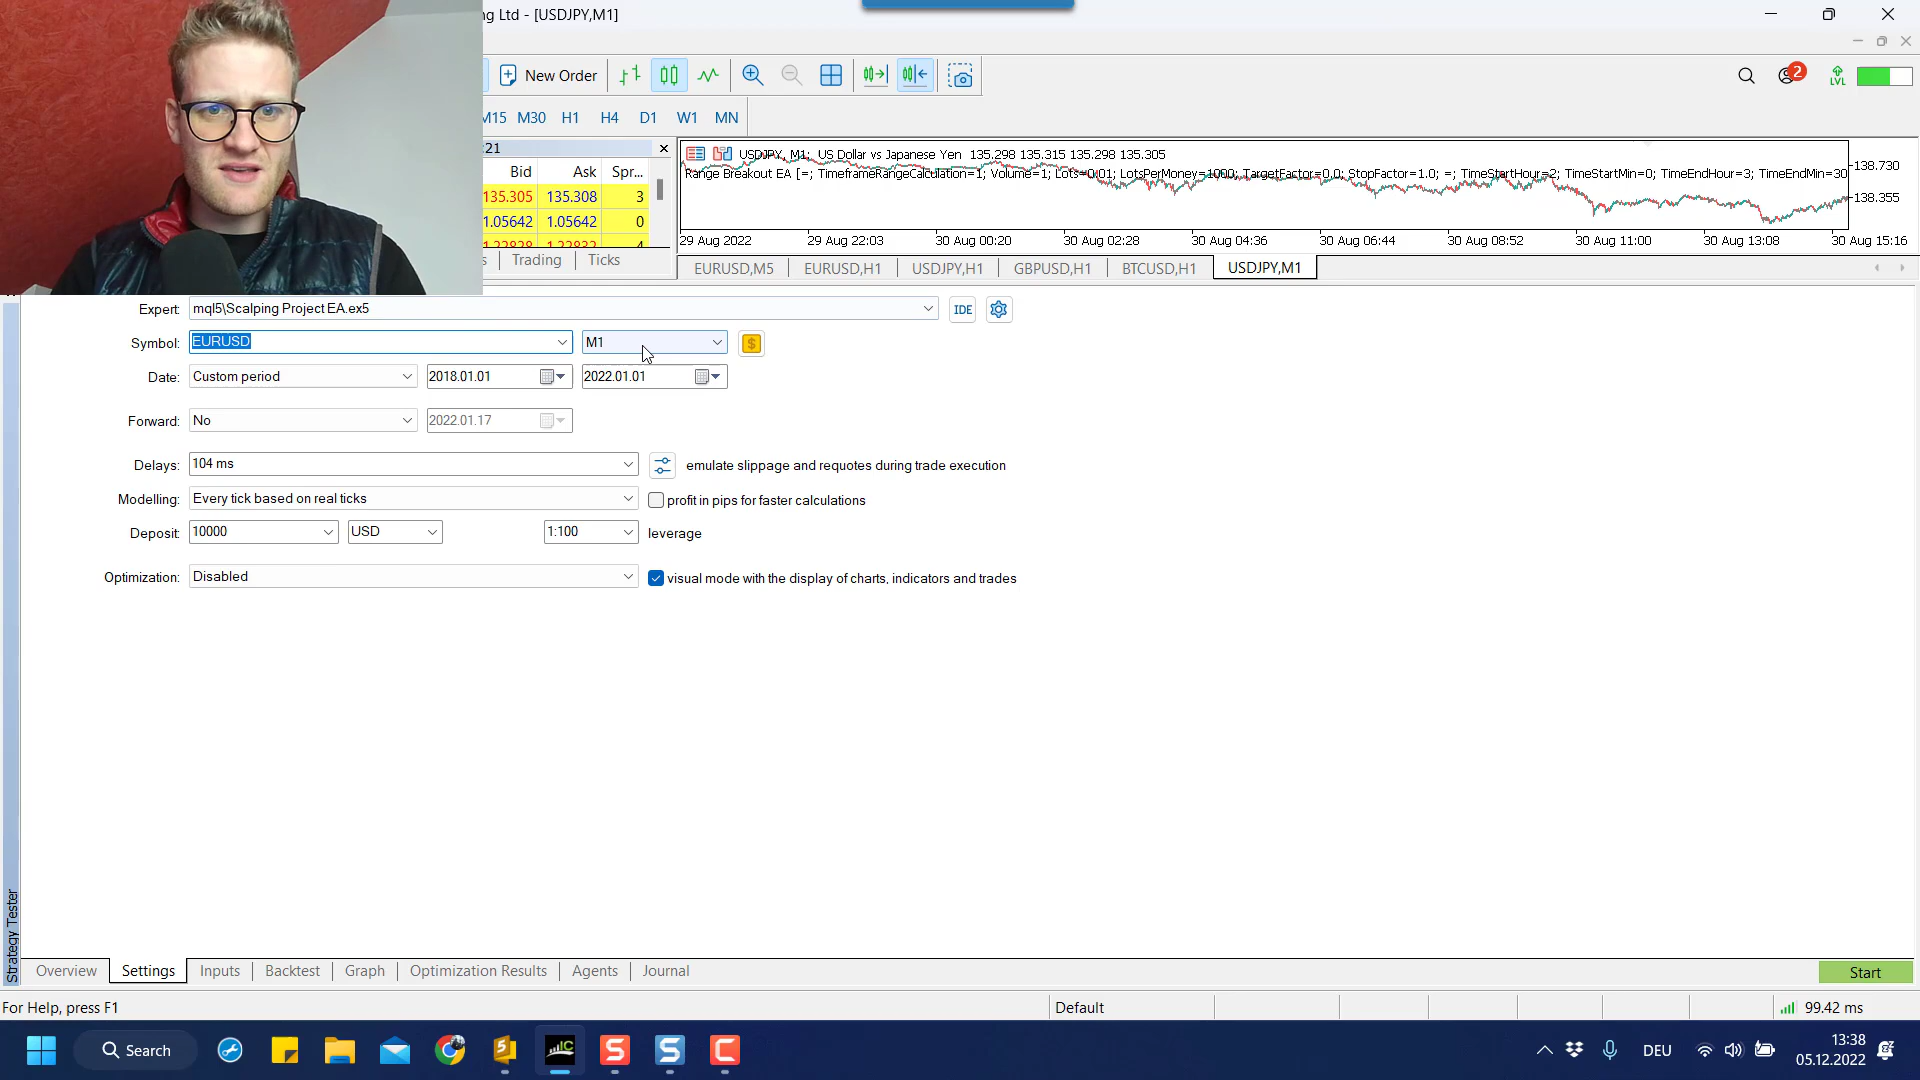 ng Ltd - [USDJPY,M1]
New Order
2
LVL
M15 M30 H1 H4 D1 W1 MN
:21
Bid Ask Spr...
135.305 135.308 3
1.05642 1.05642 0
1.22828 1.22832 4
s Trading Ticks
USDJPY, M1: US Dollar vs Japanese Yen 135.298 135.315 135.298 135.305
Range Breakout EA [=; TimeframeRangeCalculation=1; Volume=1; Lots=0.01; LotsPerMoney=1000; TargetFactor=0.0; StopFactor=1.0; =; TimeStartHour=2; TimeStartMin=0; TimeEndHour=3; TimeEndMin=30
138.730
138.355
29 Aug 2022 29 Aug 22:03 30 Aug 00:20 30 Aug 02:28 30 Aug 04:36 30 Aug 06:44 30 Aug 08:52 30 Aug 11:00 30 Aug 13:08 30 Aug 15:16
EURUSD,M5 EURUSD,H1 USDJPY,H1 GBPUSD,H1 BTCUSD,H1 USDJPY,M1
Expert: mql5\Scalping Project EA.ex5 IDE
Symbol: EURUSD M1 $
Date: Custom period 2018.01.01 2022.01.01
Forward: No 2022.01.17
Delays: 104 ms emulate slippage and requotes during trade execution
Modelling: Every tick based on real ticks profit in pips for faster calculations
Deposit: 10000 USD 1:100 leverage
Optimization: Disabled visual mode with the display of charts, indicators and trades
Strategy Tester
Overview Settings Inputs Backtest Graph Optimization Results Agents Journal Start
For Help, press F1 Default 99.42 ms
Search 5 IC S S C DEU 13:38
05.12.2022